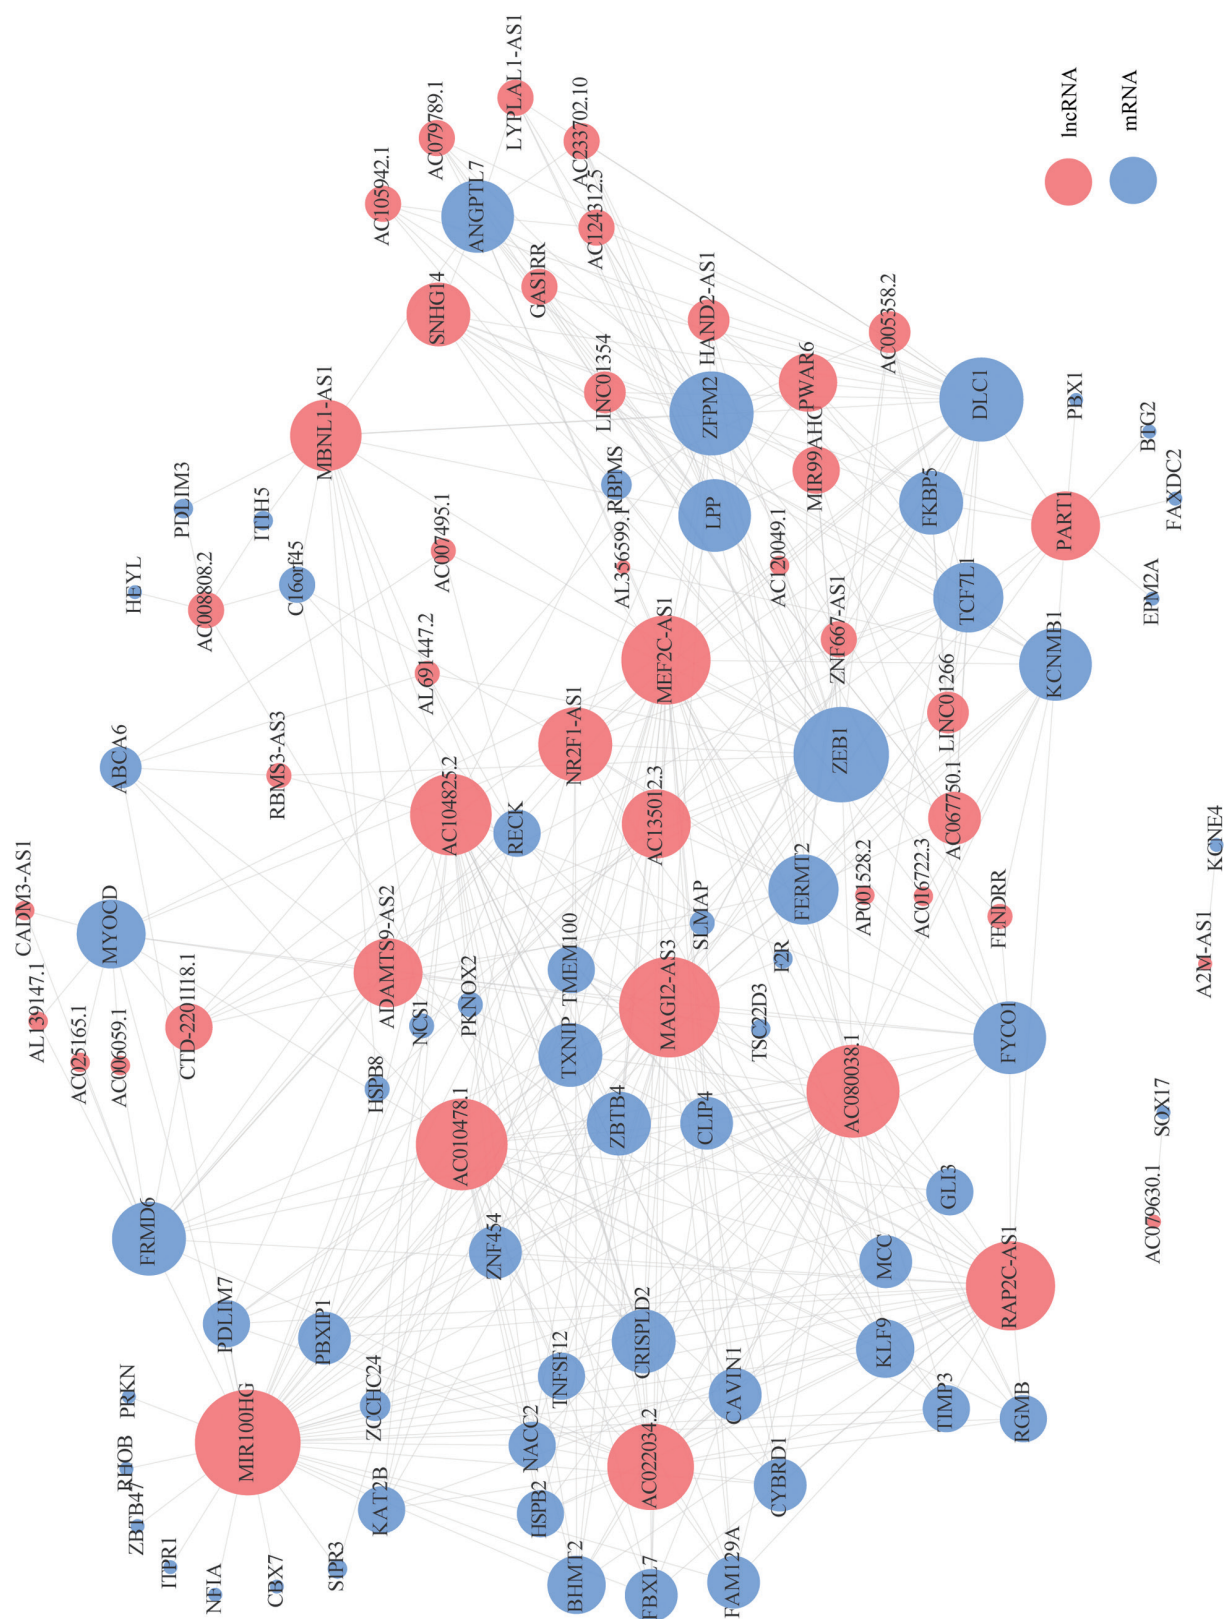 LYPLAL1-AS1
AC079789.1
AC233702.10
AC105942.1
ANGPTL7
AC124312.5
GAS1RR
SNHG14
lncRNA
mRNA
HAND2-AS1
AC005358.2
LINC01354
PWAR6
ZFPM2
DLC1
MBNL1-AS1
PBX1
BTG2
MIR99AHG
RBPMS
FAXDC2
PDLIM3
ITIH5
LPP
FKBP5
PART1
HEYL
AC007495.1
AL356599.1
AC120049.1
C16orf45
AC008808.2
TCF7L1
EPM2A
ZNF667-AS1
MEF2C-AS1
KCNMB1
AL691447.2
LINC01266
NR2F1-AS1
ZEB1
ABCA6
RBMS3-AS3
AC104825.2
RECK
AC135012.3
AC067750.1
KCNE4
FERMT2
AP001528.2
AC016722.3
CADM3-AS1
FENDRR
SLMAP
MYOCD
F2R
A2M-AS1
TMEM100
ADAMTS9-AS2
PKNOX2
MAGI2-AS3
NCS1
AL139147.1
CTD-2201I18.1
TSC22D3
FYCO1
TXNIP
AC025165.1
AC006059.1
HSPB8
AC080038.1
SOX17
CLIP4
ZBTB4
AC010478.1
GLI3
AC079630.1
FRMD6
ZNF454
MCC
RAP2C-AS1
PDLIM7
PBXIP1
CRISPLD2
KLF9
TNFSF12
CAVIN1
PRKN
ZCCHC24
TIMP3
RGMB
MIR100HG
NACC2
AC022034.2
RHOB
CYBRD1
KAT2B
HSPB2
ZBTB47
ITPR1
S1PR3
BHMT2
FAM129A
CBX7
NFIA
FBXL7